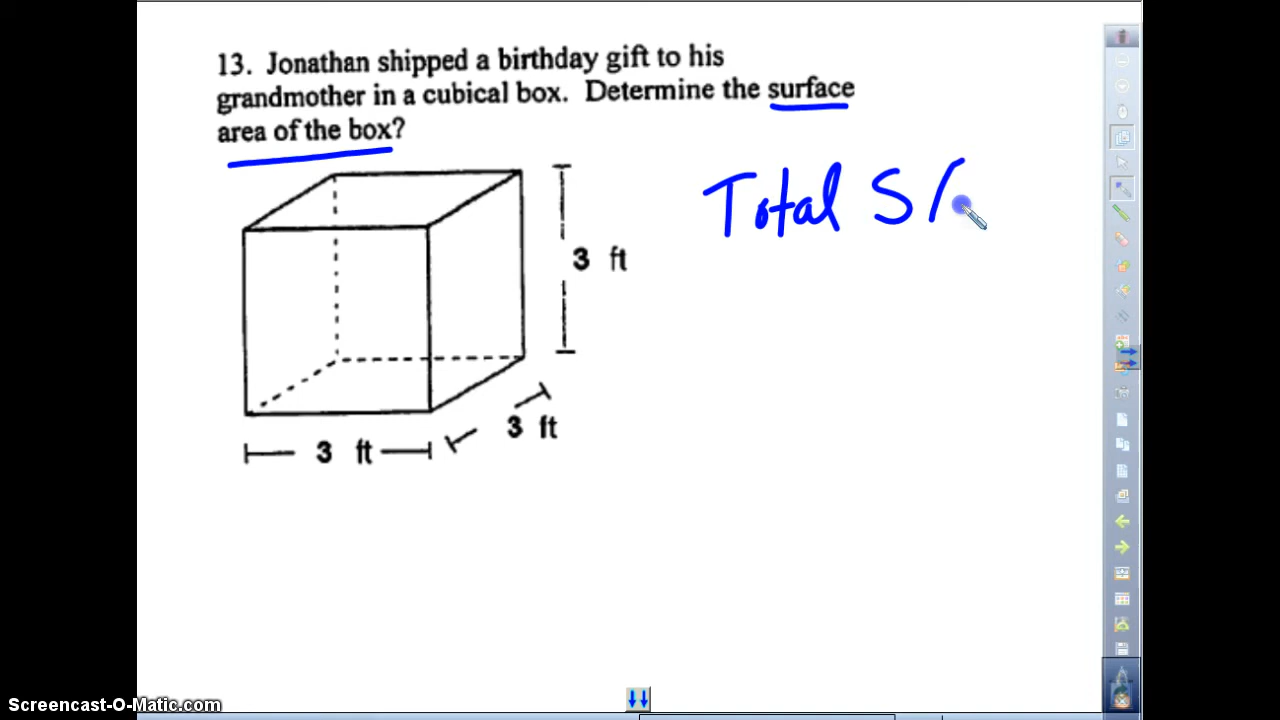 13. Jonathan shipped a birthday gift to his
grandmother in a cubical box. Determine the surface
area of the box?
Total S
3 ft
3 ft
3 ft
Screencast-O-Matic.com